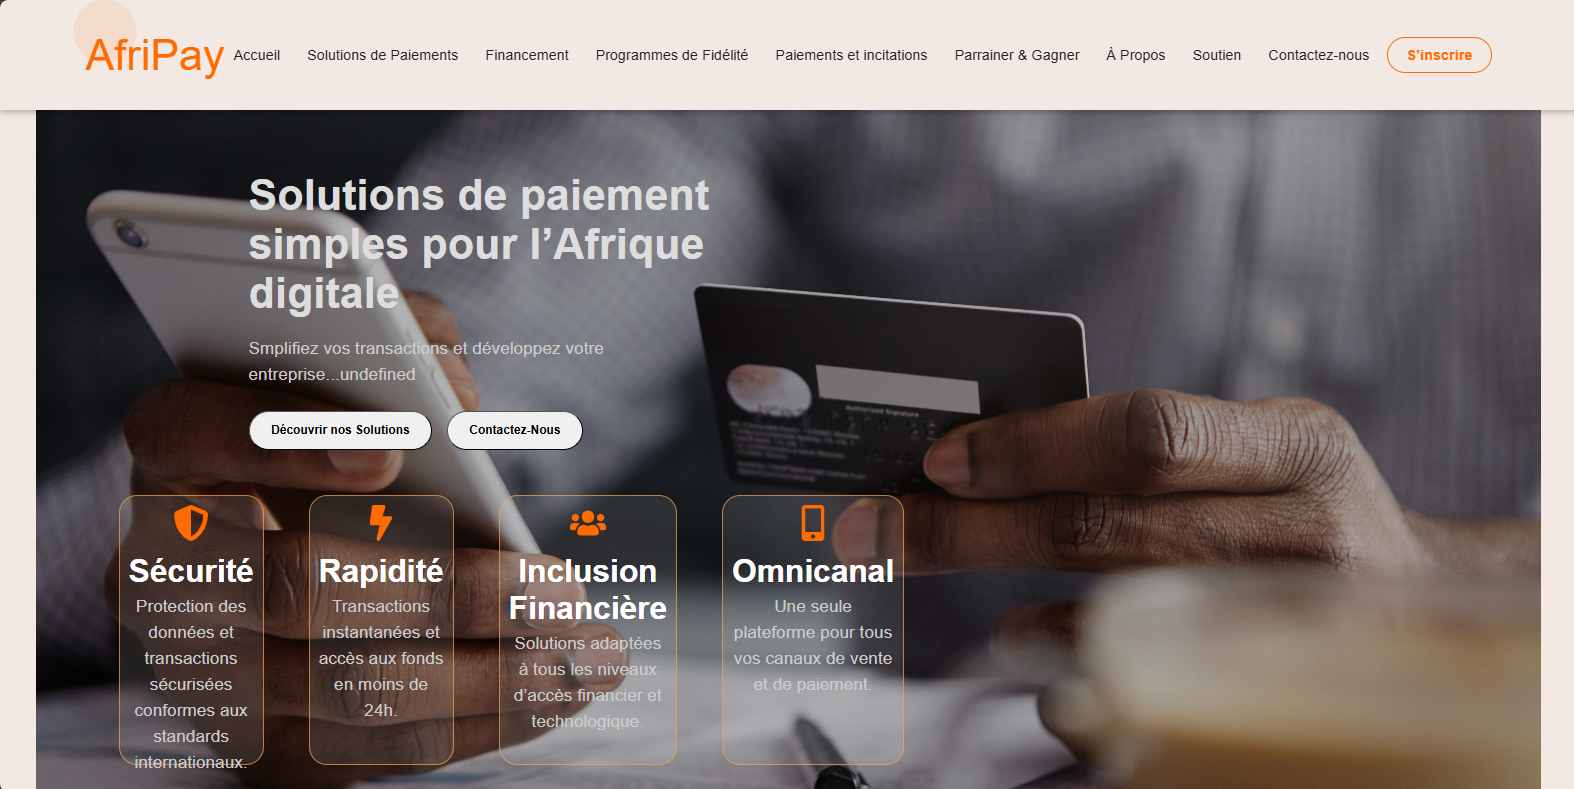 AfriPay
Accueil
Solutions de Paiements
Financement
Programmes de Fidélité
Paiements et incitations
Parrainer & Gagner
À Propos
Soutien
Contactez-nous
S’inscrire
Solutions de paiement
simples pour l’Afrique
digitale
Smplifiez vos transactions et développez votre
entreprise...undefined
Découvrir nos Solutions
Contactez-Nous
Authorized Signature
Sécurité
Protection des
données et
transactions
sécurisées
conformes aux
standards
internationaux.
Rapidité
Transactions
instantanées et
accès aux fonds
en moins de
24h.
Inclusion
Financière
Solutions adaptées
à tous les niveaux
d’accès financier et
technologique.
Omnicanal
Une seule
plateforme pour tous
vos canaux de vente
et de paiement.